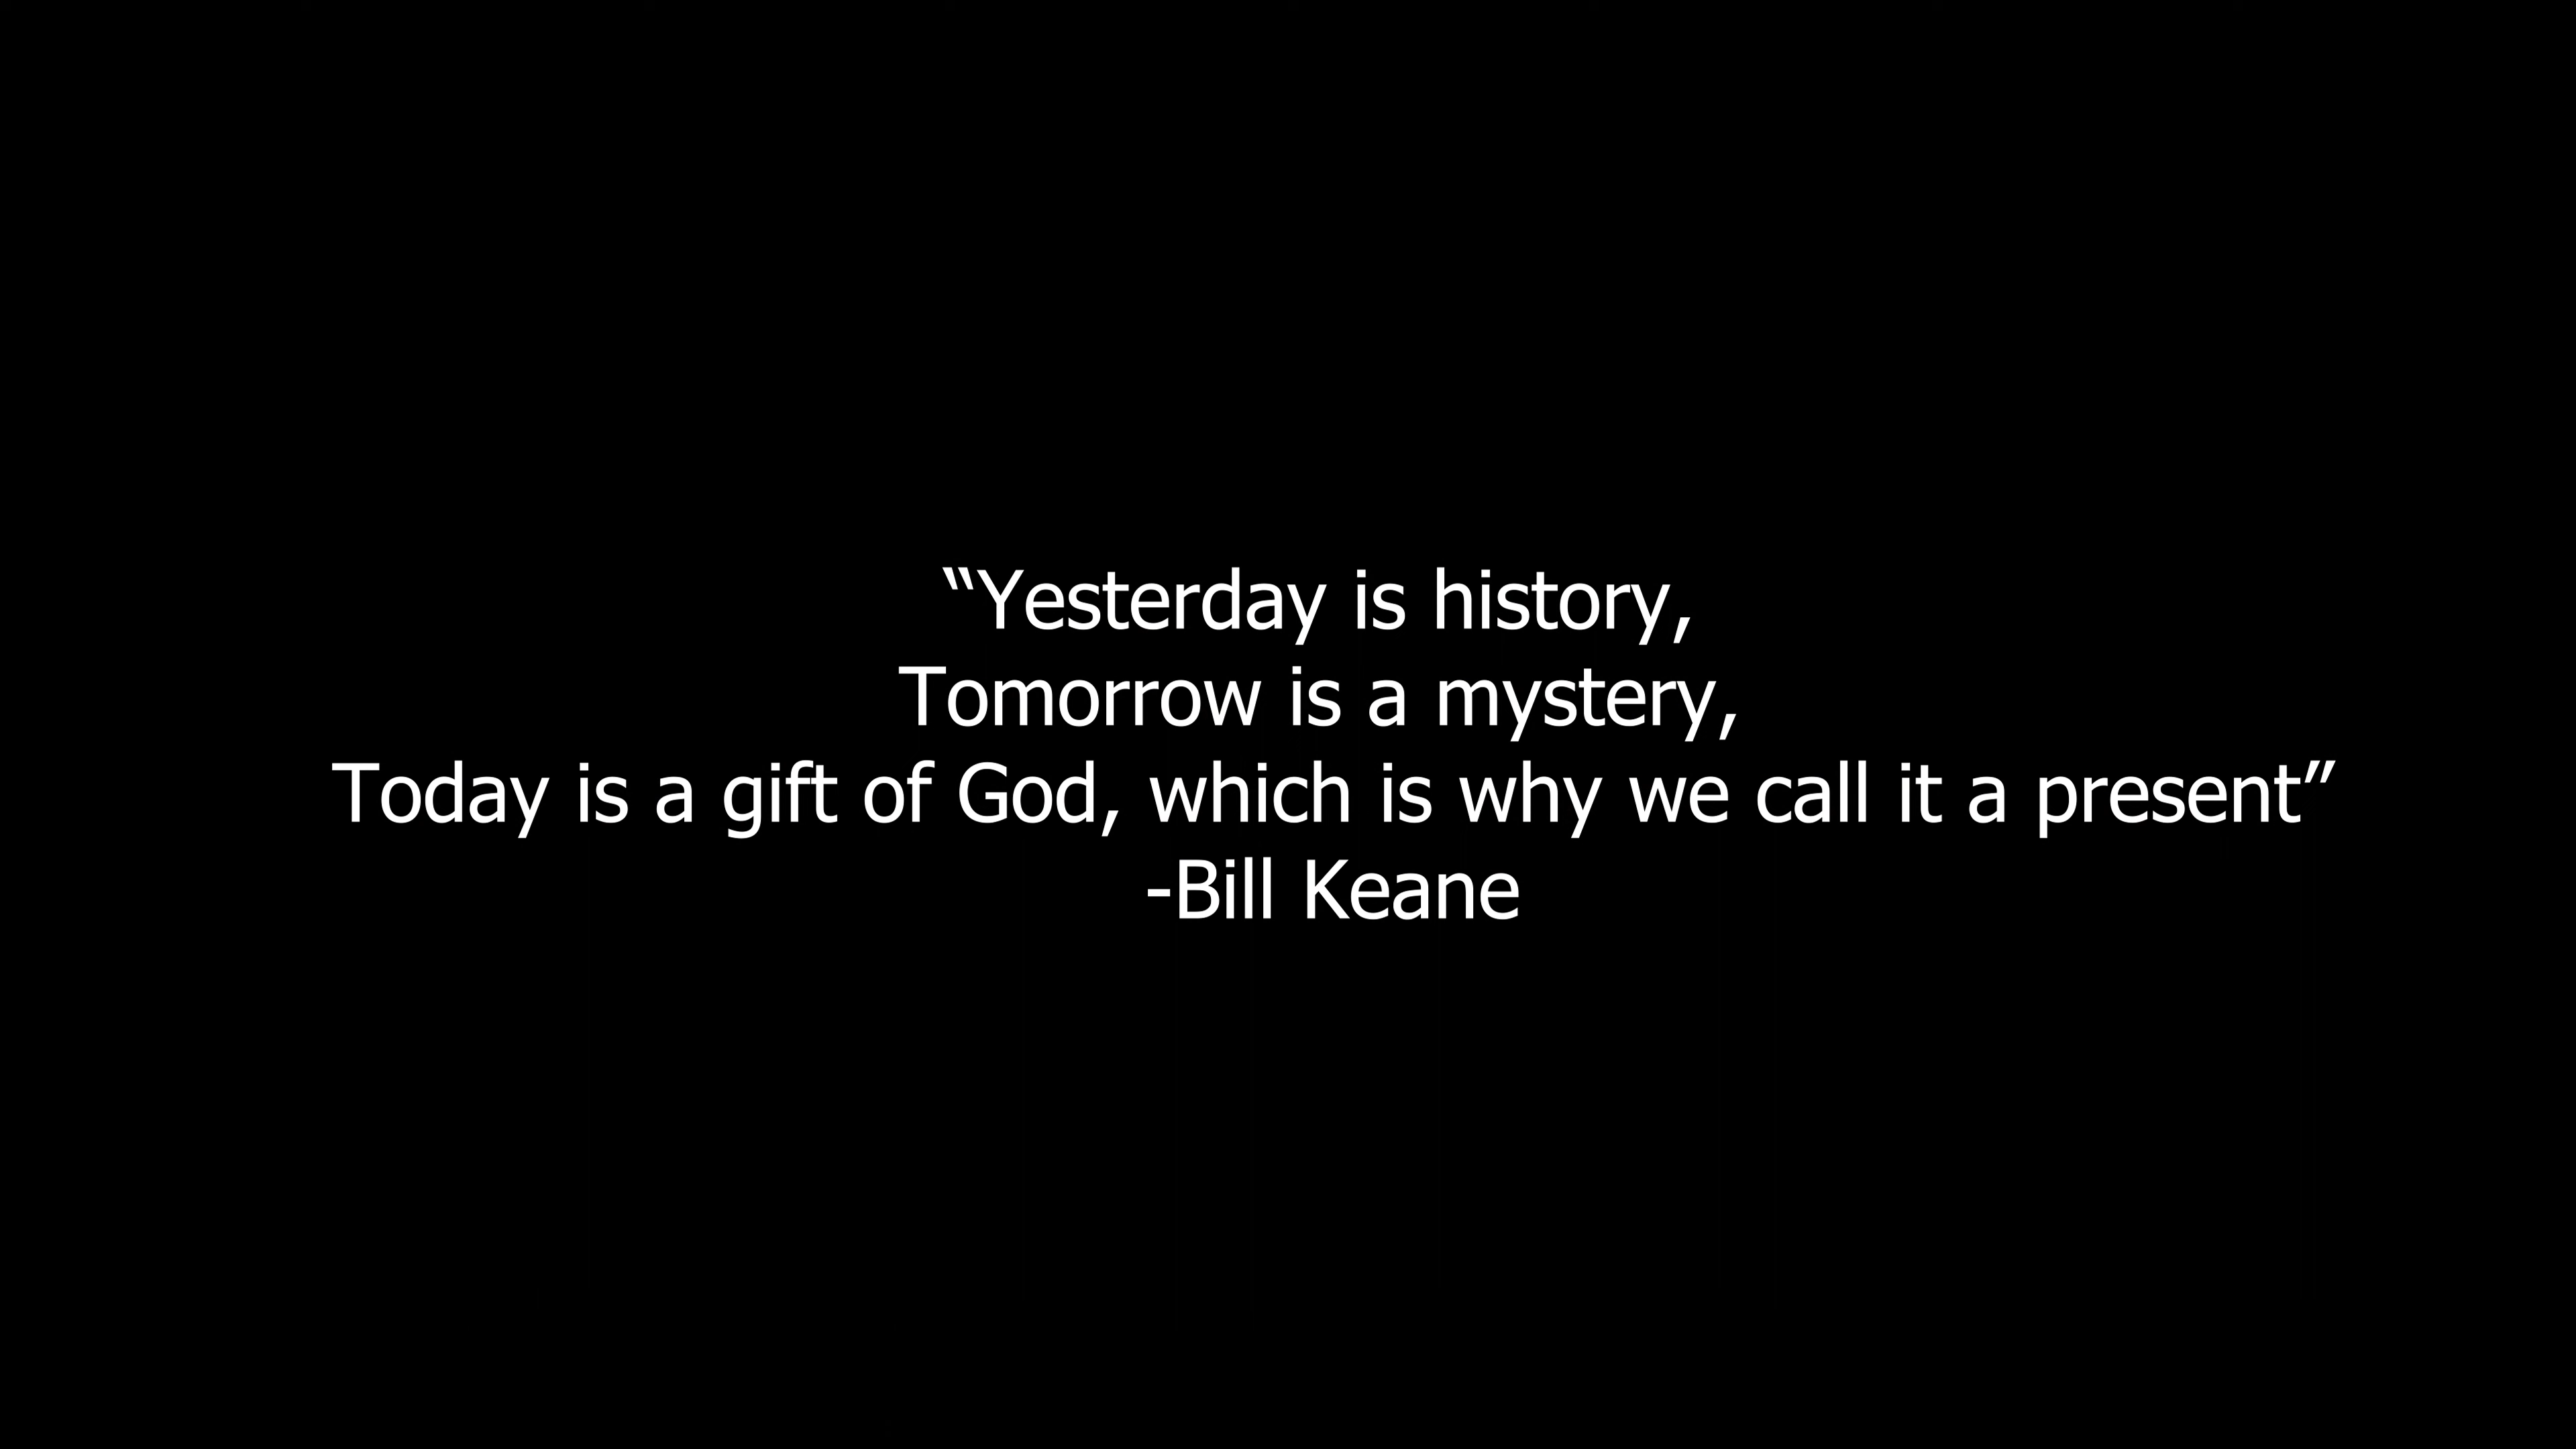 “Yesterday is history,
Tomorrow is a mystery,
Today is a gift of God, which is why we call it a present”
-Bill Keane